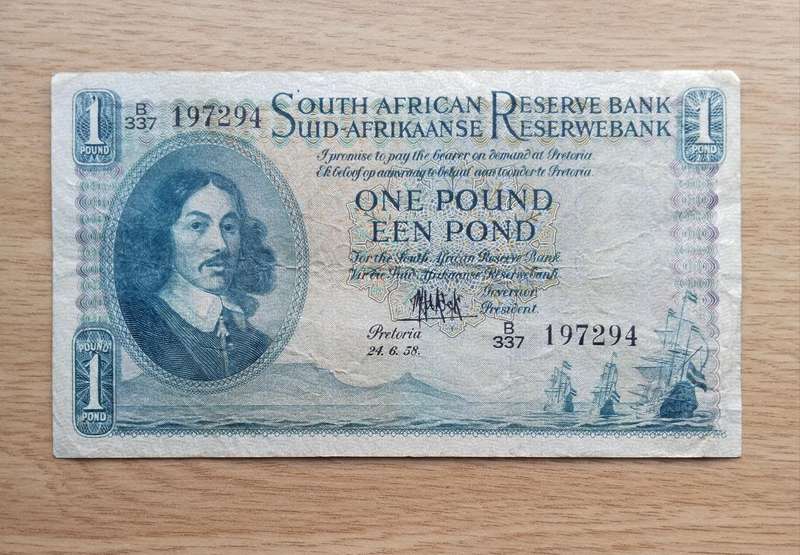 1
POUND
B
337 197294
SOUTH AFRICAN RESERVE BANK
SUID-AFRIKAANSE RESERWEBANK
1
POND
I promise to pay the bearer on demand at Pretoria
Ek beloof op aanvraag te betaal aan toonder te Pretoria
ONE POUND
EEN POND
For the South African Reserve Bank.
Vir die Suid-Afrikaanse Reserwebank.
Governor.
President.
Pretoria
24. 6. 58.
B
337 197294
POUND
1
POND